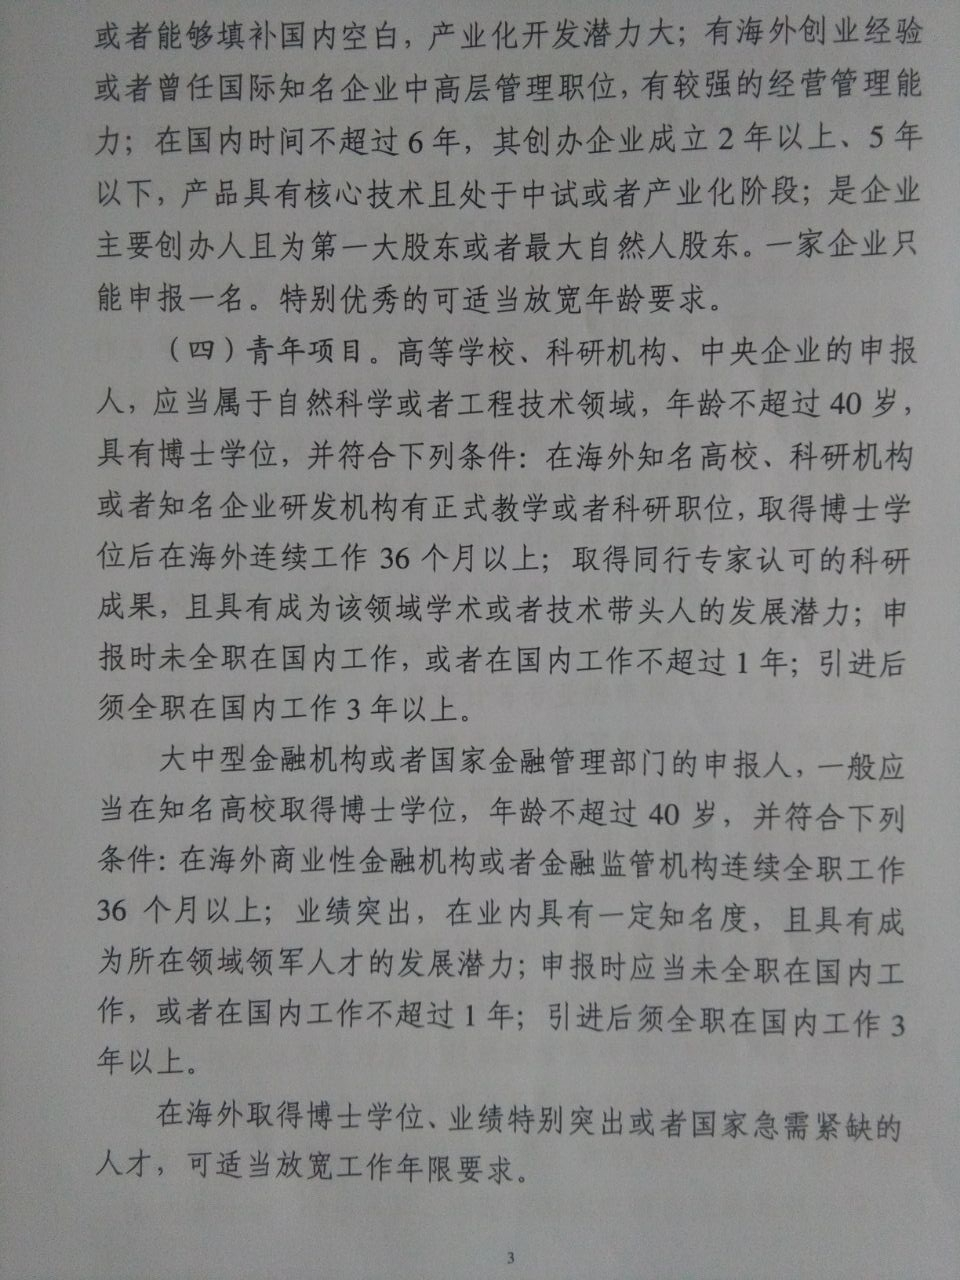 或者能够填补国内空白，产业化开发潜力大；有海外创业经验
或者曾任国际知名企业中高层管理职位，有较强的经营管理能
力；在国内时间不超过 6 年，其创办企业成立 2 年以上、5 年
以下，产品具有核心技术且处于中试或者产业化阶段；是企业
主要创办人且为第一大股东或者最大自然人股东。一家企业只
能申报一名。特别优秀的可适当放宽年龄要求。
（四）青年项目。高等学校、科研机构、中央企业的申报
人，应当属于自然科学或者工程技术领域，年龄不超过 40 岁，
具有博士学位，并符合下列条件：在海外知名高校、科研机构
或者知名企业研发机构有正式教学或者科研职位，取得博士学
位后在海外连续工作 36 个月以上；取得同行专家认可的科研
成果，且具有成为该领域学术或者技术带头人的发展潜力；申
报时未全职在国内工作，或者在国内工作不超过 1 年；引进后
须全职在国内工作 3 年以上。
大中型金融机构或者国家金融管理部门的申报人，一般应
当在知名高校取得博士学位，年龄不超过 40 岁，并符合下列
条件：在海外商业性金融机构或者金融监管机构连续全职工作
36 个月以上；业绩突出，在业内具有一定知名度，且具有成
为所在领域领军人才的发展潜力；申报时应当未全职在国内工
作，或者在国内工作不超过 1 年；引进后须全职在国内工作 3
年以上。
在海外取得博士学位、业绩特别突出或者国家急需紧缺的
人才，可适当放宽工作年限要求。
3